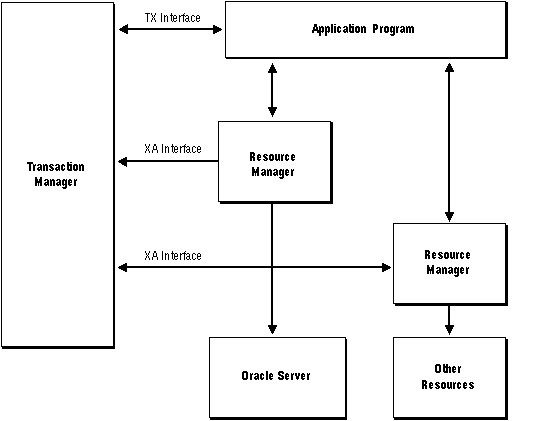 TX Interface
Application Program
XA Interface
Resource
Manager
Transaction
Manager
XA Interface
Resource
Manager
Oracle Server
Other
Resources